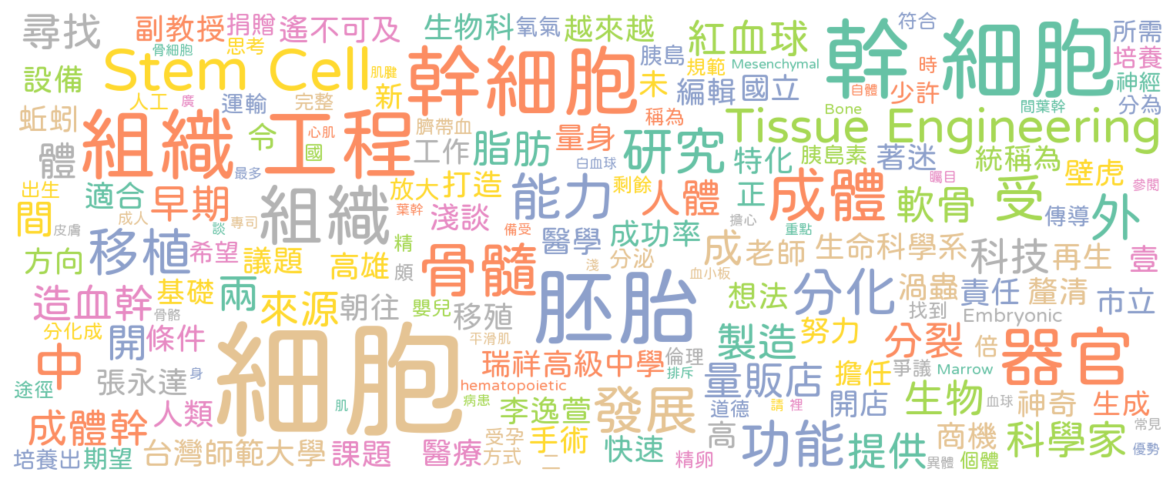 尋找 副教授 捐贈 遙不可及 生物科 氧氣 越來越 紅血球 幹 細胞 符合 所需
骨細胞 思考 Stem Cell 肌腱 幹細胞 胰島 規範 Mesenchymal 時 培養
設備 人工 廣 運輸 完整 新 未 編輯 國立 自體 少許 神經
蚯蚓 組織 工程 心肌 令 國 臍帶血 量身 稱為 Bone 間葉幹 分為
體 最多 工作 脂肪 白血球 研究 特化 Tissue Engineering
胰島素 著迷 統稱為 壁虎
出生 適合 早期 組織 放大 打造 能力 剩餘 人體 正 成體 矚目 軟骨 受 參閱
間 皮膚 成人 談 專司 葉幹 淺談 備受 擔心 重點 傳導 外
方向 移植 希望 議題 高雄 精 頗 骨髓 醫學 成功率 分泌 淺 成 老師 生命科學系 科技 再生 壹
血小板
造血幹 基礎 兩 來源 朝往 嬰兒 移殖 胚胎 想法 分化 渦蟲 責任 釐清 市立
分化成 骨骼 開 條件 平滑肌 製造 努力 找到 Embryonic
中 張永達 身 細胞 瑞祥高級中學 倫理 排斥 量販店 擔任 分裂 倍 爭議 Marrow 器官
途徑 肌 hematopoietic 病患 道德 開店 生物 血球 神奇 生成
成體幹 人類 李逸萱 發展 請 裡 常見
培養出 期望 台灣師範大學 課題 醫療 受孕 方式 手術 二 快速 精卵 高 功能 提供 商機 異體 個體 科學家 優勢